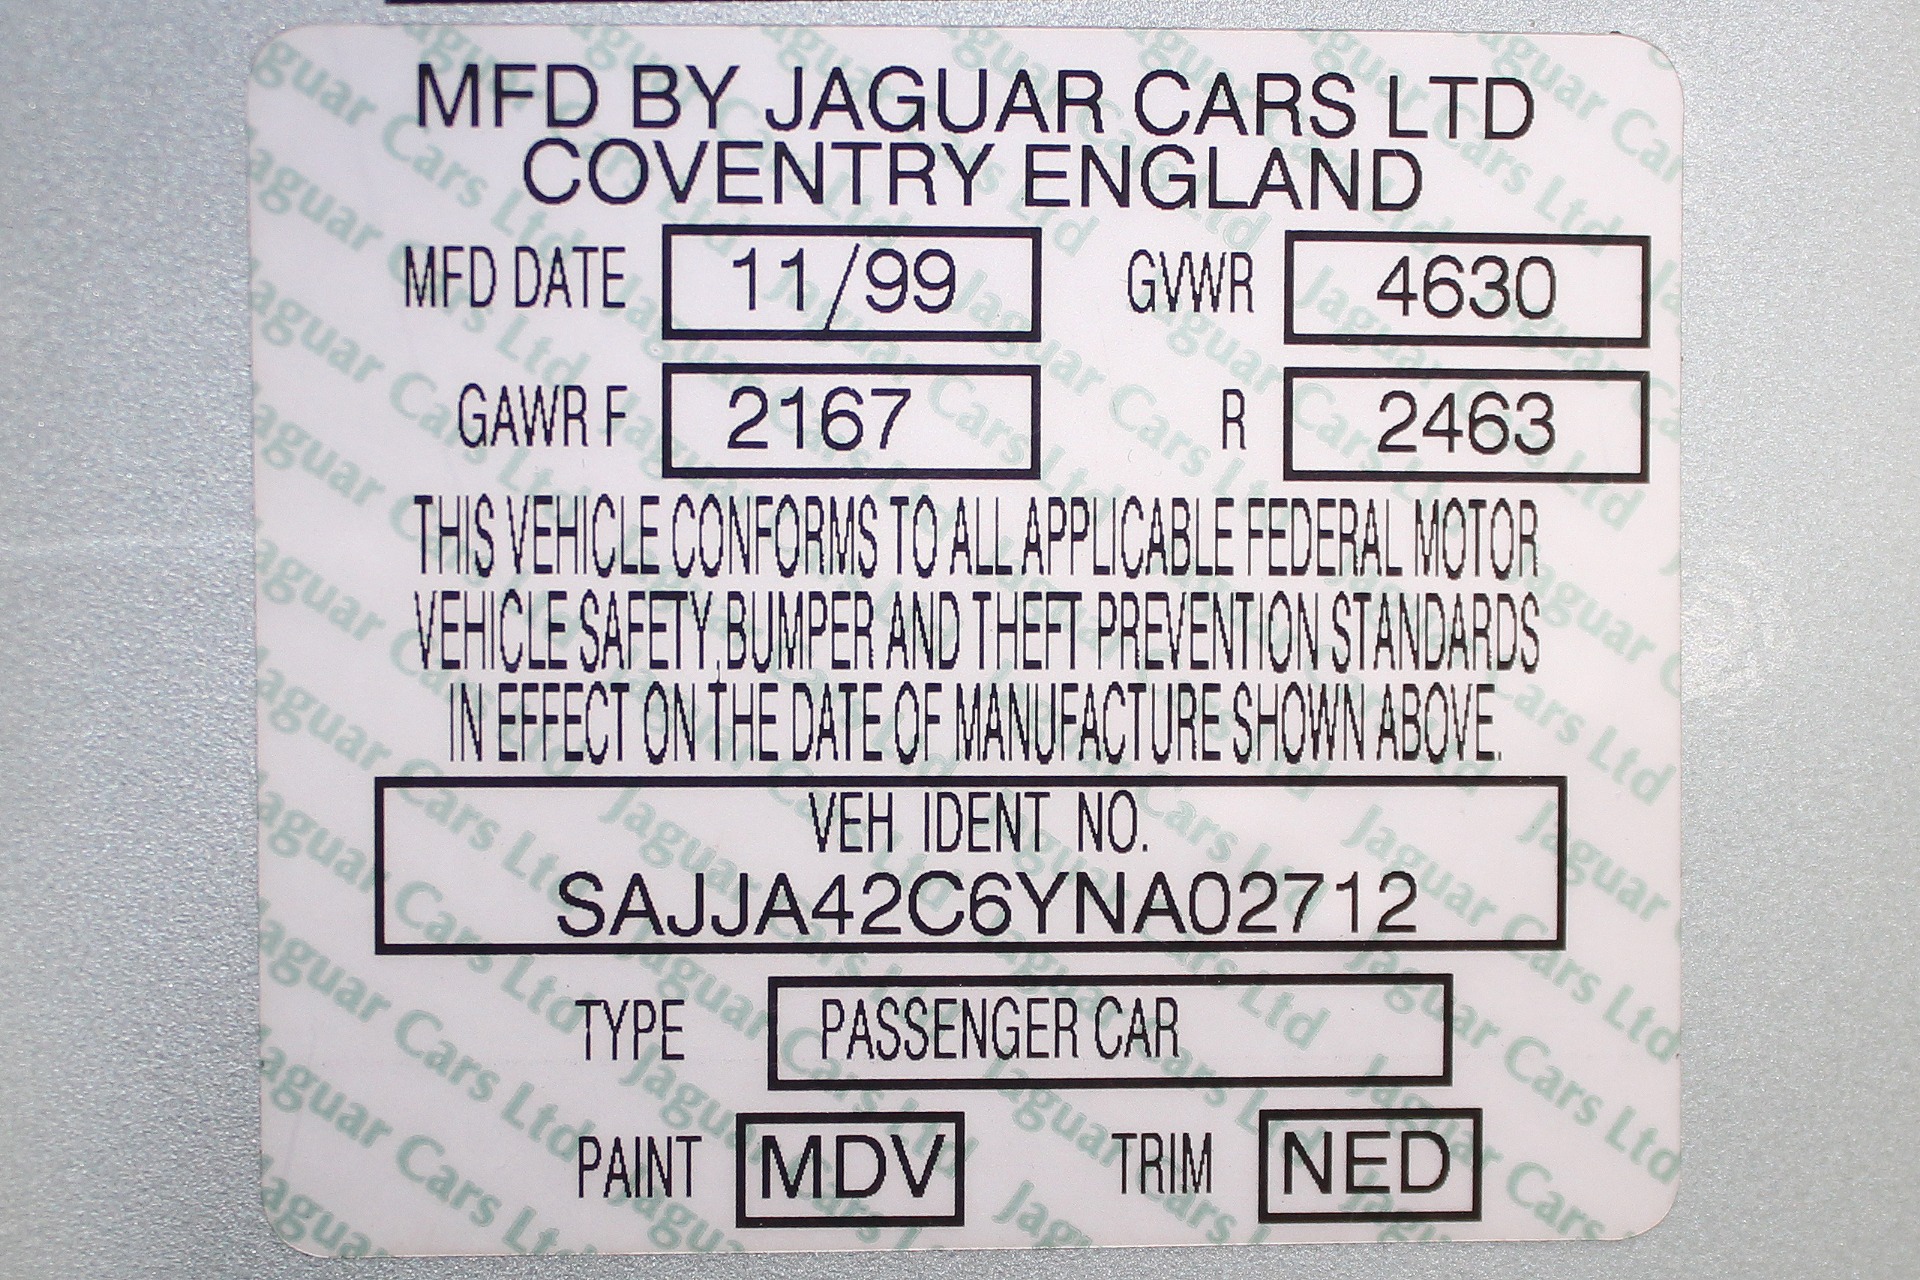 MFD BY JAGUAR CARS LTD
COVENTRY ENGLAND
MFD DATE 11/99 GVWR 4630
GAWR F 2167 R 2463
THIS VEHICLE CONFORMS TO ALL APPLICABLE FEDERAL MOTOR
VEHICLE SAFETY, BUMPER AND THEFT PREVENTION STANDARDS
IN EFFECT ON THE DATE OF MANUFACTURE SHOWN ABOVE.
VEH IDENT NO.
SAJJA42C6YNA02712
TYPE PASSENGER CAR
PAINT MDV TRIM NED